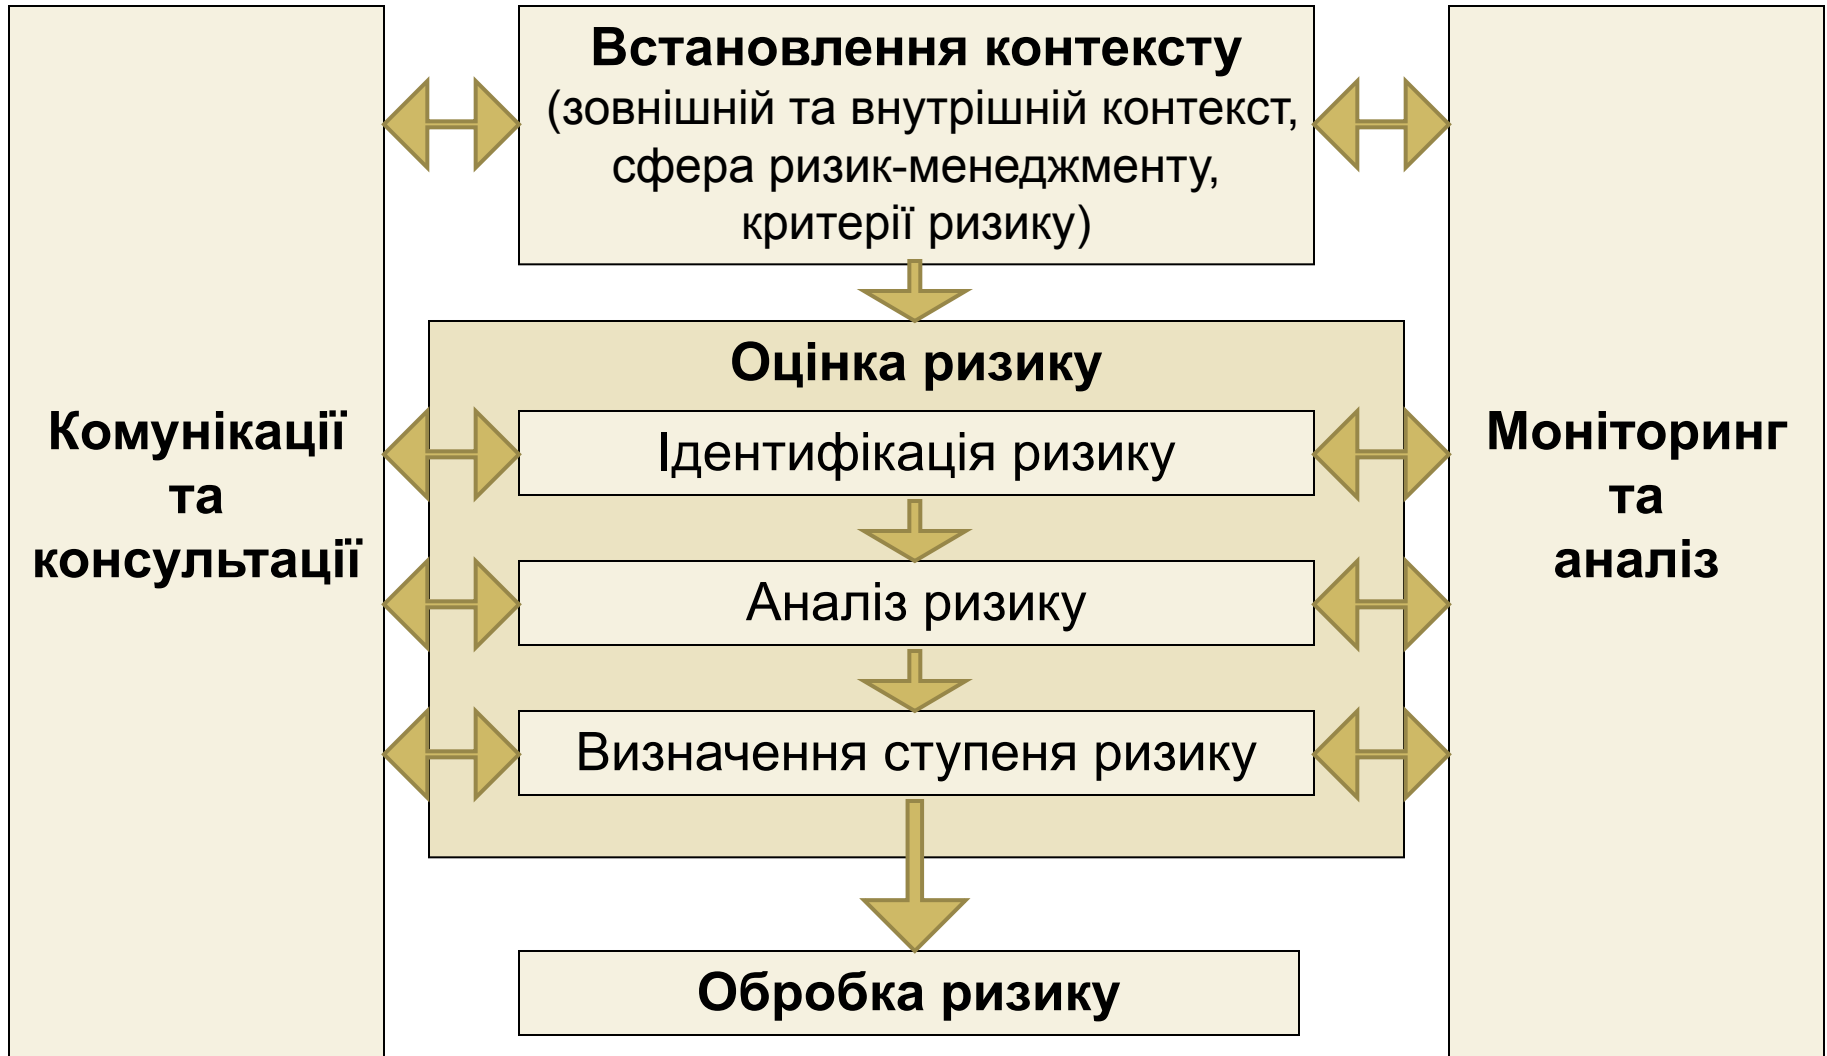 Встановлення контексту
(зовнішній та внутрішній контекст,
сфера ризик-менеджменту,
критерії ризику)
Комунікації
та
консультації
Оцінка ризику
Ідентифікація ризику
Аналіз ризику
Визначення ступеня ризику
Моніторинг
та
аналіз
Обробка ризику